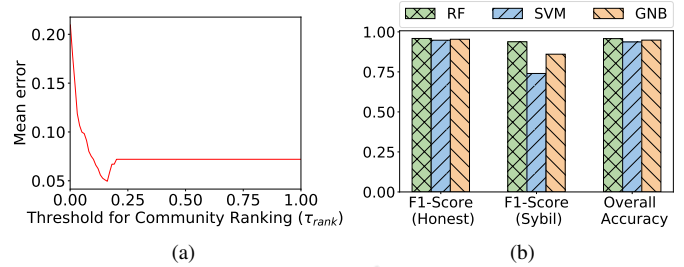 0.20
0.15
0.10
0.05
Mean error
0.00 0.25 0.50 0.75 1.00
Threshold for Community Ranking (τrank)
(a)
RF SVM GNB
1.00
0.75
0.50
0.25
0.00
F1-Score (Honest)
F1-Score (Sybil)
Overall Accuracy
(b)